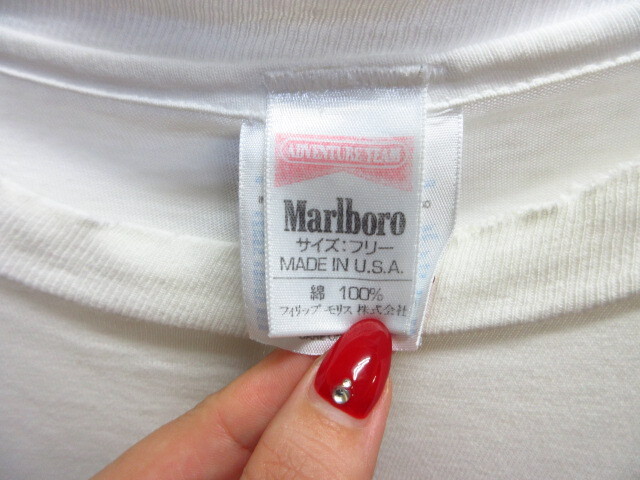 ADVENTURE TEAM
Marlboro
サイズ:フリー
MADE IN U.S.A.
綿 100%
フィリップ モリス 株式会社